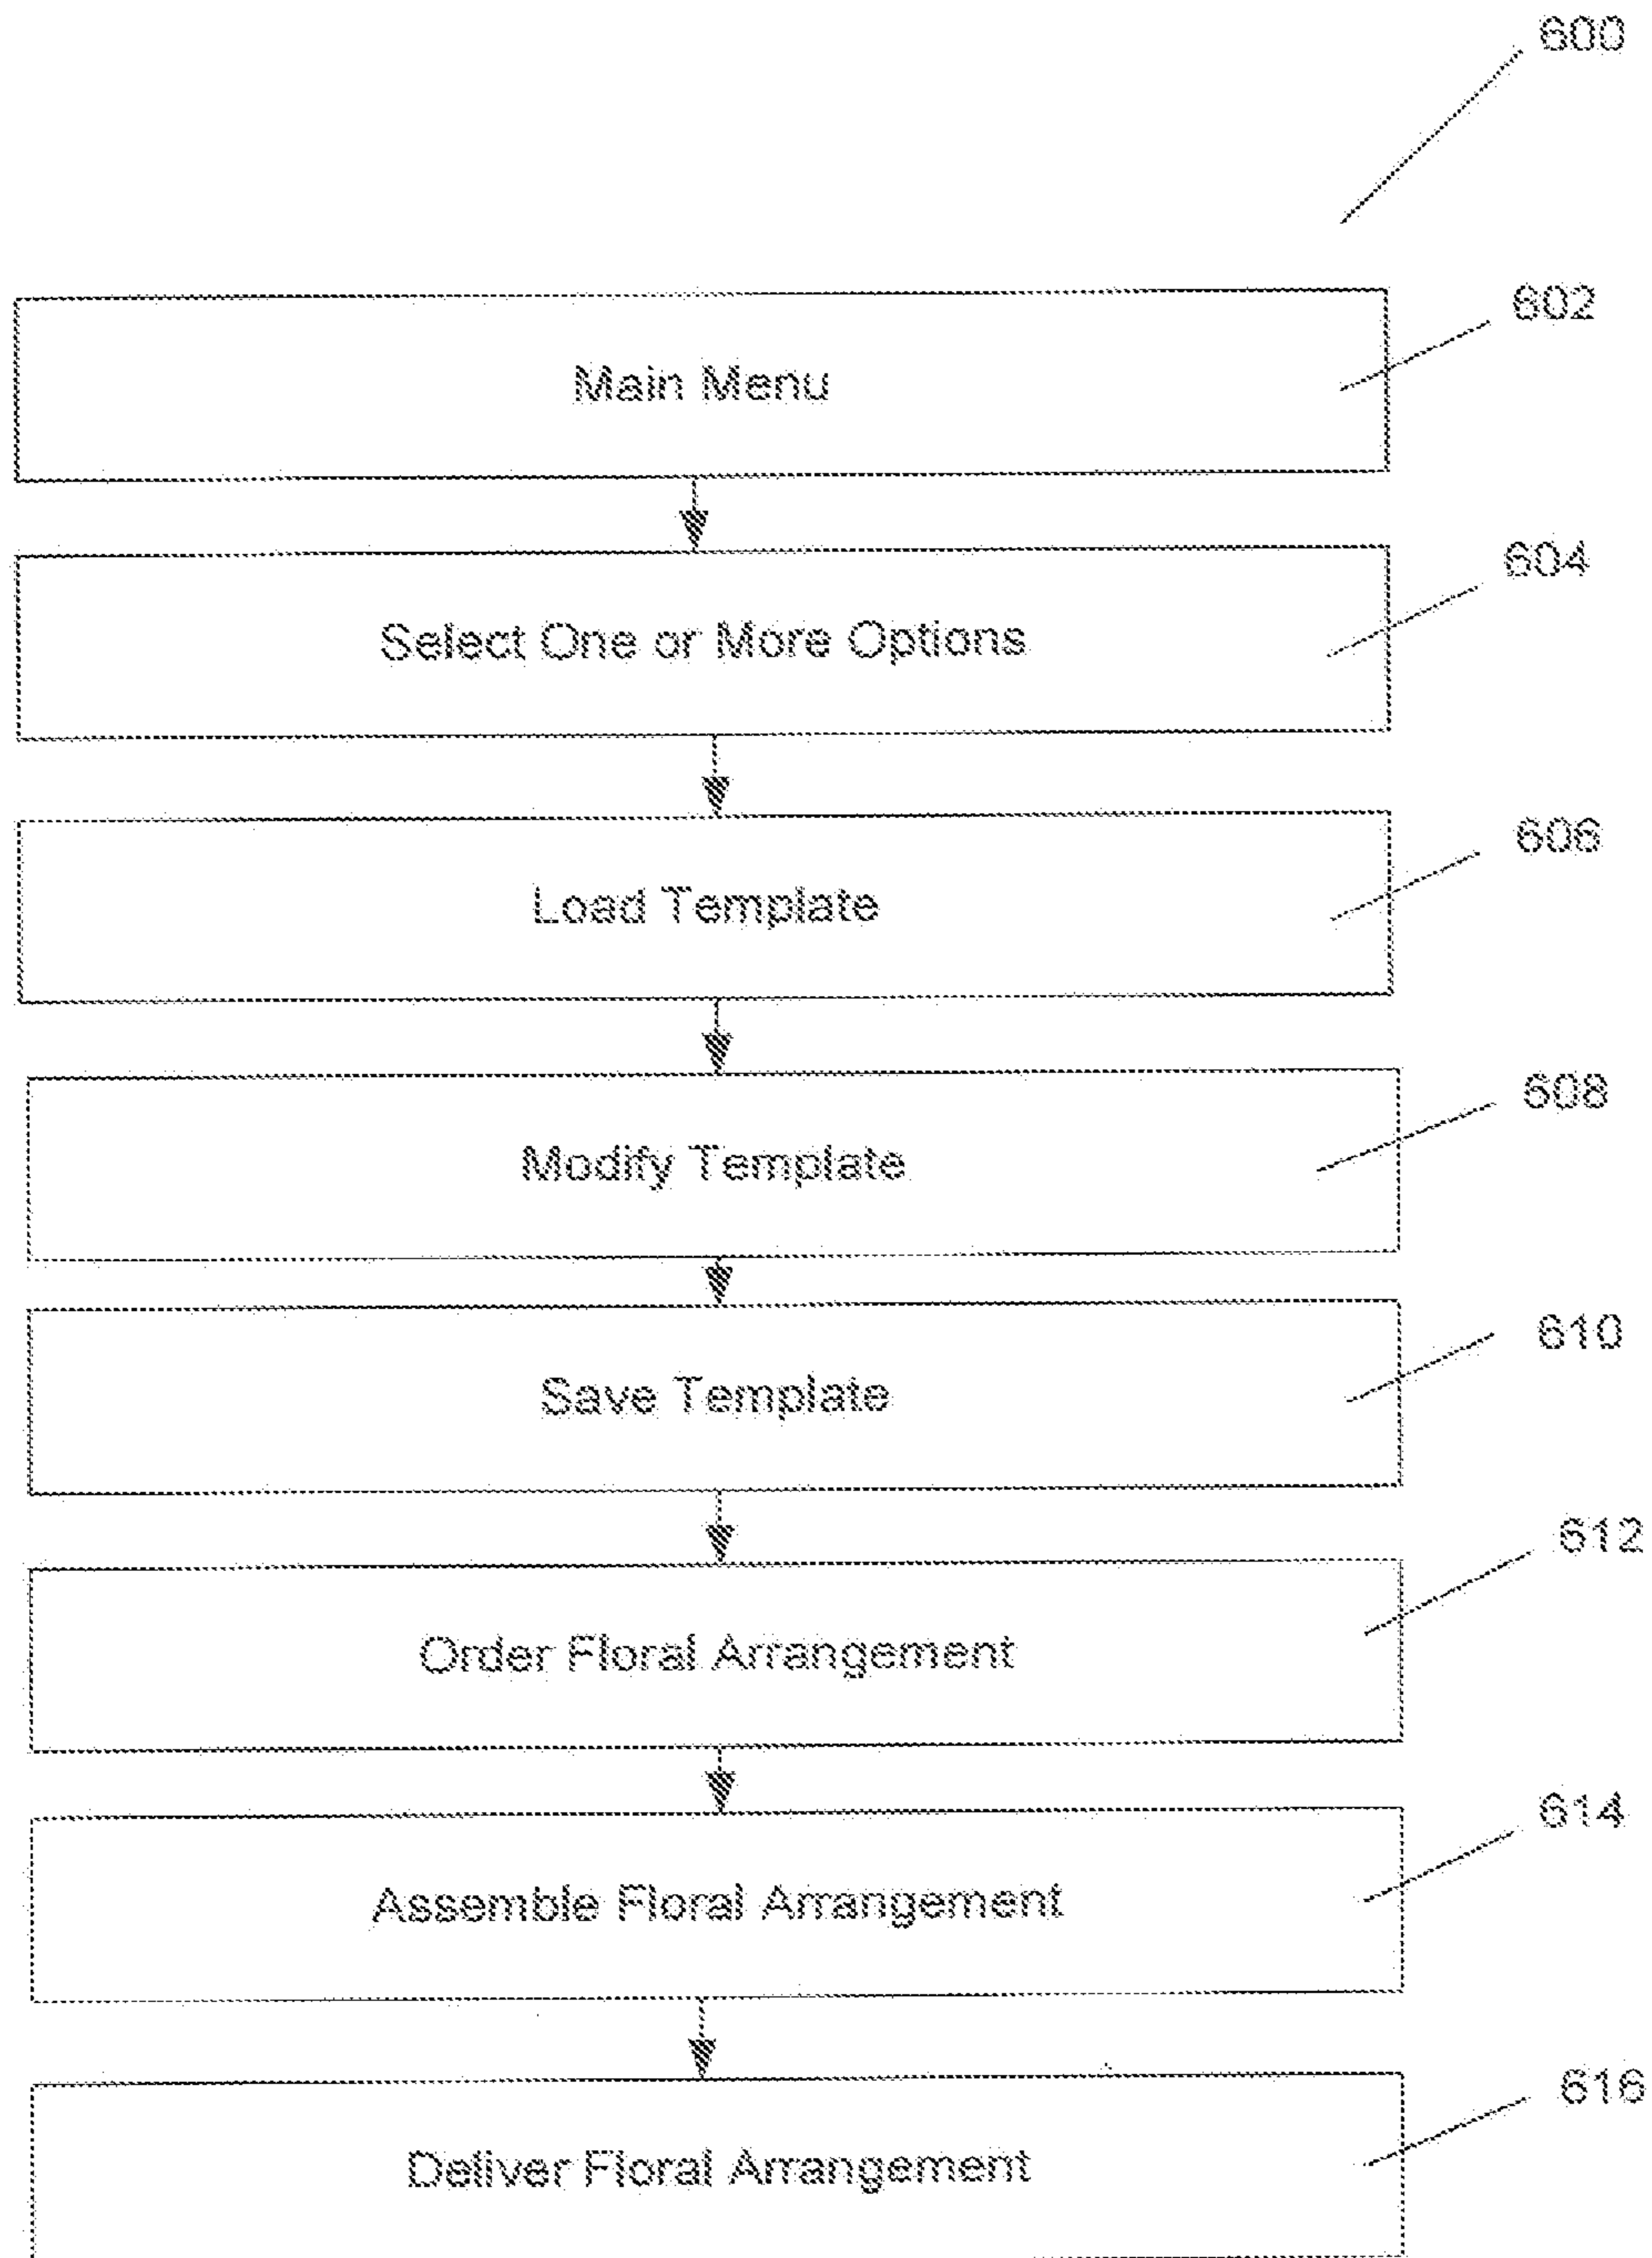 600
Main Menu
602
Select One or More Options
604
Load Template
606
Modify Template
608
Save Template
610
Order Floral Arrangement
612
Assemble Floral Arrangement
614
Deliver Floral Arrangement
616